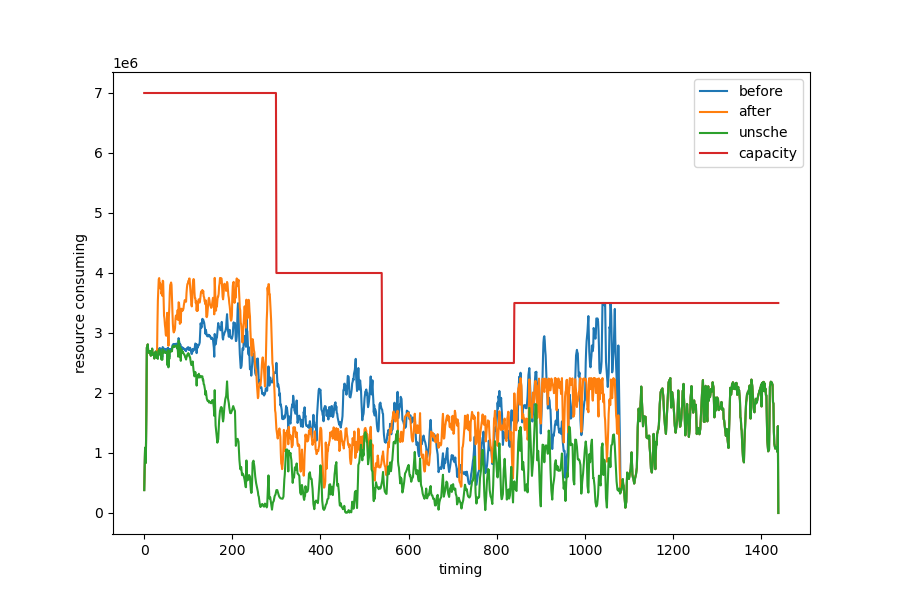 1e6
before
after
unsche
capacity
7
6
5
4
3
2
1
0
resource consuming
0 200 400 600 800 1000 1200 1400
timing